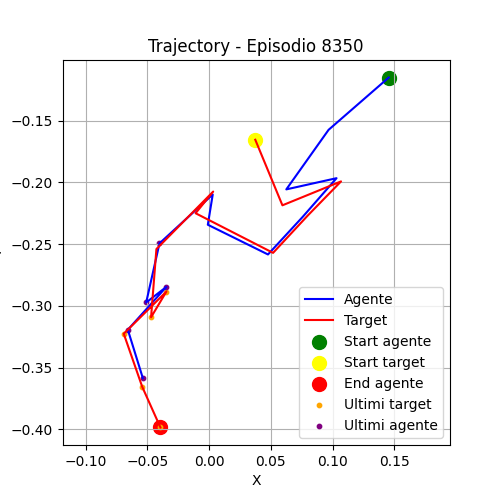 Trajectory - Episodio 8350
−0.15
−0.20
−0.25
−0.30
−0.35
−0.40
−0.10
−0.05
0.00
0.05
0.10
0.15
X
Agente
Target
Start agente
Start target
End agente
Ultimi target
Ultimi agente